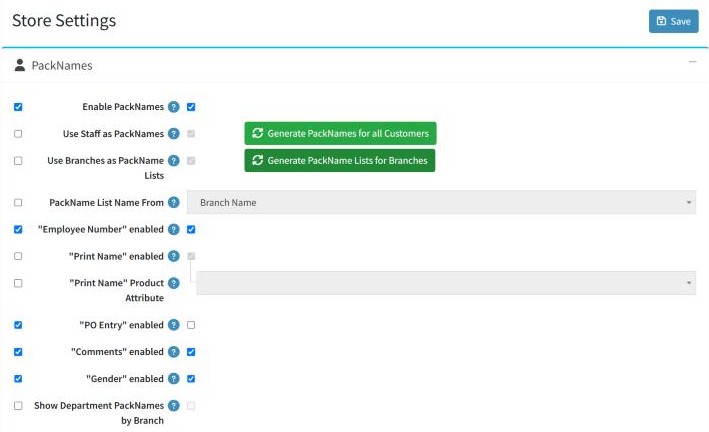 Store Settings
Save
PackNames
Enable PackNames ?
Use Staff as PackNames ?
Generate PackNames for all Customers
Use Branches as PackName
Lists ?
Generate PackName Lists for Branches
PackName List Name From ?
Branch Name
"Employee Number" enabled ?
"Print Name" enabled ?
"Print Name" Product
Attribute ?
"PO Entry" enabled ?
"Comments" enabled ?
"Gender" enabled ?
Show Department PackNames
by Branch ?